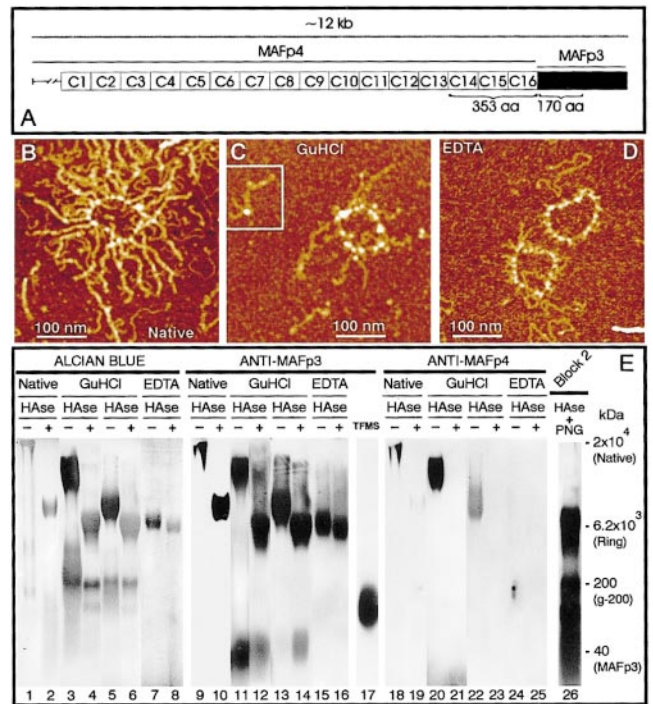 ~12 kb
MAFp4
MAFp3
C1 C2 C3 C4 C5 C6 C7 C8 C9 C10 C11 C12 C13 C14 C15 C16
353 aa 170 aa
A
B C GuHCl EDTA D
100 nm Native 100 nm 100 nm
E
ALCIAN BLUE ANTI-MAFp3 ANTI-MAFp4 Block 2
Native GuHCl EDTA Native GuHCl EDTA Native GuHCl EDTA
HAse HAse HAse HAse HAse HAse HAse HAse HAse HAse HAse HAse HAse + PNG kDa
- + - + - + - + - + - + - + - + TFMS - + - + - + - +
2x10⁴ (Native)
6.2x10³ (Ring)
200 (g-200)
40 (MAFp3)
1 2 3 4 5 6 7 8 9 10 11 12 13 14 15 16 17 18 19 20 21 22 23 24 25 26